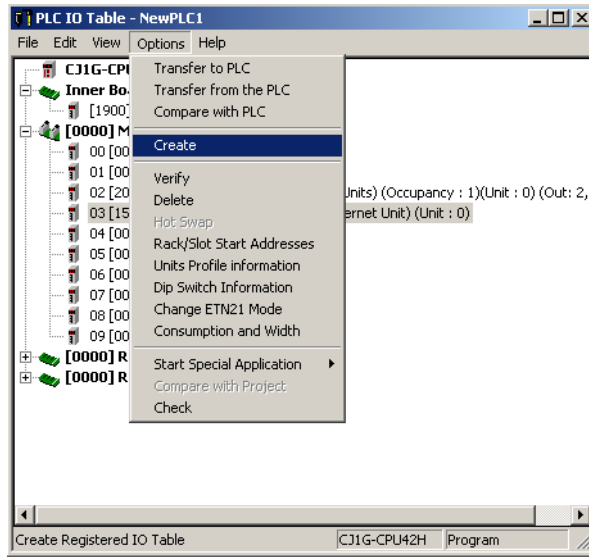 PLC IO Table - NewPLC1
File Edit View Options Help
CJ1G-CPU
Transfer to PLC
Inner Bo
Transfer from the PLC
[1900]
Compare with PLC
[0000] M
00 [00
Create
01 [00
Verify
02 [20
Delete
Units) (Occupancy : 1)(Unit : 0) (Out: 2,
03 [15
Hot Swap
ernet Unit) (Unit : 0)
04 [00
Rack/Slot Start Addresses
05 [00
Units Profile information
06 [00
Dip Switch Information
07 [00
Change ETN21 Mode
08 [00
Consumption and Width
09 [00
[0000] R
Start Special Application
[0000] R
Compare with Project
Check
Create Registered IO Table
CJ1G-CPU42H
Program